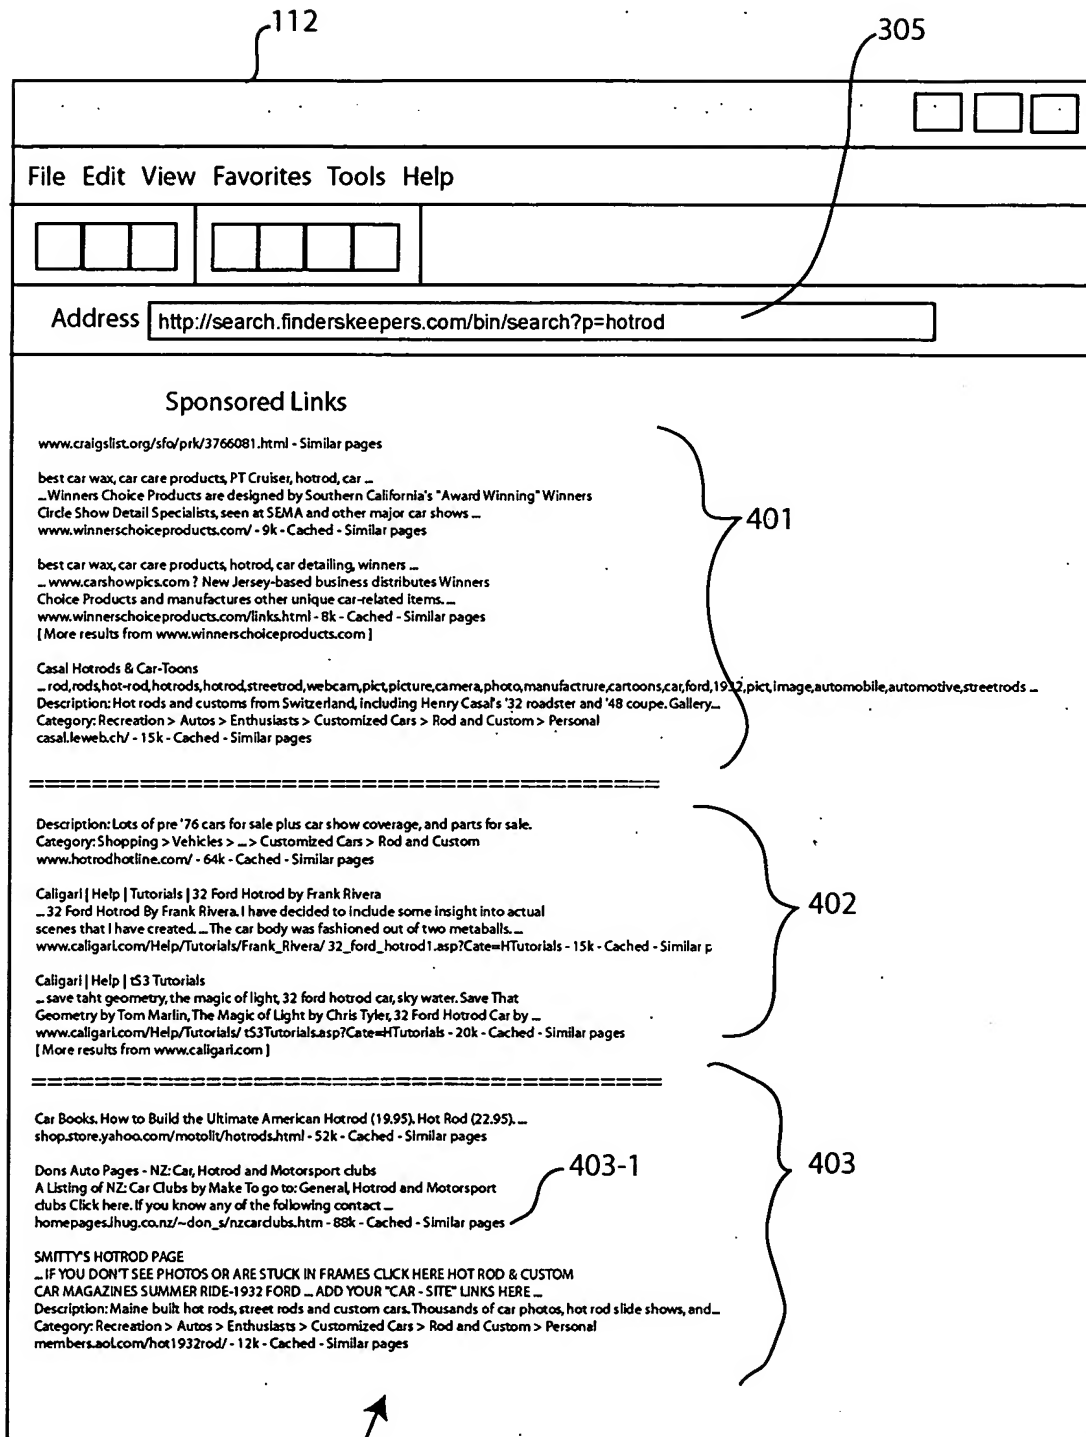 112
305
File Edit View Favorites Tools Help
Address http://search.finderskeepers.com/bin/search?p=hotrod
Sponsored Links
www.craigslist.org/sfo/prk/3766081.html - Similar pages
best car wax, car care products, PT Cruiser, hotrod, car ...
... Winners Choice Products are designed by Southern California's "Award Winning" Winners
Circle Show Detail Specialists, seen at SEMA and other major car shows ...
www.winnerschoiceproducts.com/ - 9k - Cached - Similar pages
401
best car wax, car care products, hotrod, car detailing, winners ...
... www.carshowpics.com ? New Jersey-based business distributes Winners
Choice Products and manufactures other unique car-related items. ...
www.winnerschoiceproducts.com/links.html - 8k - Cached - Similar pages
[ More results from www.winnerschoiceproducts.com ]
Casal Hotrods & Car-Toons
... rod,rods,hot-rod,hotrods,hotrod,streetrod,webcam,pict,picture,camera,photo,manufactrure,cartoons,car,ford,1932,pict,image,automobile,automotive,streetrods ...
Description: Hot rods and customs from Switzerland, including Henry Casal's '32 roadster and '48 coupe. Gallery...
Category: Recreation > Autos > Enthusiasts > Customized Cars > Rod and Custom > Personal
casal.leweb.ch/ - 15k - Cached - Similar pages
==========================================
Description: Lots of pre '76 cars for sale plus car show coverage, and parts for sale.
Category: Shopping > Vehicles > ... > Customized Cars > Rod and Custom
www.hotrodhotline.com/ - 64k - Cached - Similar pages
Caligari | Help | Tutorials | 32 Ford Hotrod by Frank Rivera
... 32 Ford Hotrod By Frank Rivera. I have decided to include some insight into actual
scenes that I have created. ... The car body was fashioned out of two metaballs. ...
www.caligari.com/Help/Tutorials/Frank_Rivera/ 32_ford_hotrod1.asp?Cate=HTutorials - 15k - Cached - Similar p
402
Caligari | Help | tS3 Tutorials
... save taht geometry, the magic of light, 32 ford hotrod car, sky water. Save That
Geometry by Tom Marlin, The Magic of Light by Chris Tyler, 32 Ford Hotrod Car by ...
www.caligari.com/Help/Tutorials/ tS3Tutorials.asp?Cate=HTutorials - 20k - Cached - Similar pages
[ More results from www.caligari.com ]
==========================================
Car Books. How to Build the Ultimate American Hotrod (19.95). Hot Rod (22.95). ...
shop.store.yahoo.com/motolit/hotrods.html - 52k - Cached - Similar pages
Dons Auto Pages - NZ: Car, Hotrod and Motorsport clubs
A Listing of NZ: Car Clubs by Make To go to: General, Hotrod and Motorsport
clubs Click here. If you know any of the following contact ...
homepages.ihug.co.nz/~don_s/nzcarclubs.htm - 88k - Cached - Similar pages
403-1
403
SMITTY'S HOTROD PAGE
... IF YOU DON'T SEE PHOTOS OR ARE STUCK IN FRAMES CLICK HERE HOT ROD & CUSTOM
CAR MAGAZINES SUMMER RIDE-1932 FORD ... ADD YOUR "CAR - SITE" LINKS HERE ...
Description: Maine built hot rods, street rods and custom cars. Thousands of car photos, hot rod slide shows, and...
Category: Recreation > Autos > Enthusiasts > Customized Cars > Rod and Custom > Personal
members.aol.com/hot1932rod/ - 12k - Cached - Similar pages